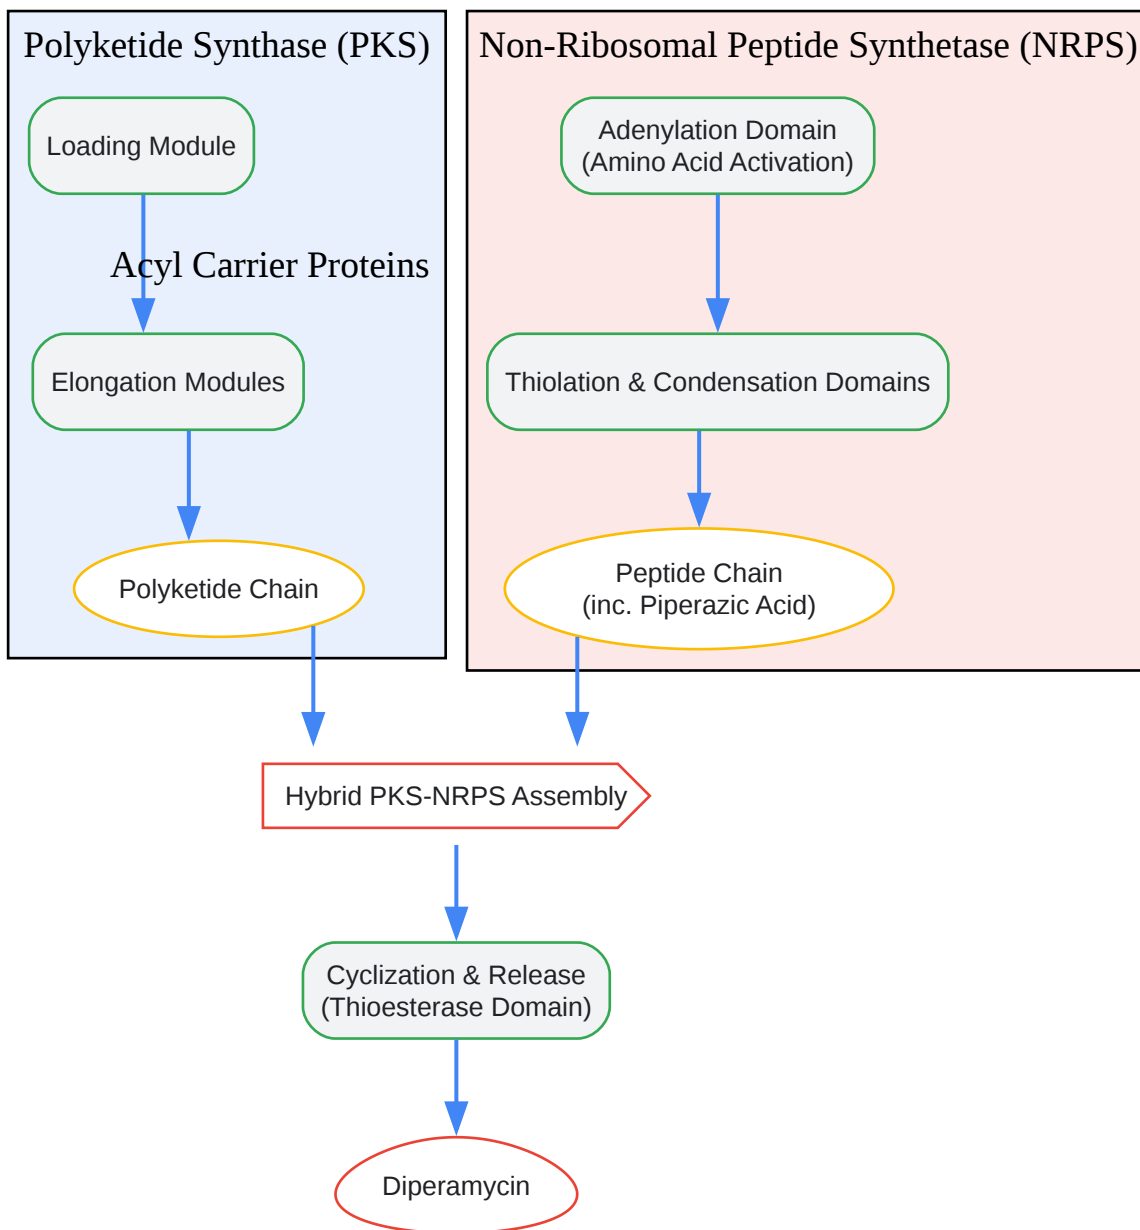 Polyketide Synthase (PKS)
Loading Module
Acyl Carrier Proteins
Elongation Modules
Polyketide Chain
Non-Ribosomal Peptide Synthetase (NRPS)
Adenylation Domain
(Amino Acid Activation)
Thiolation & Condensation Domains
Peptide Chain
(inc. Piperazic Acid)
Hybrid PKS-NRPS Assembly
Cyclization & Release
(Thioesterase Domain)
Diperamycin